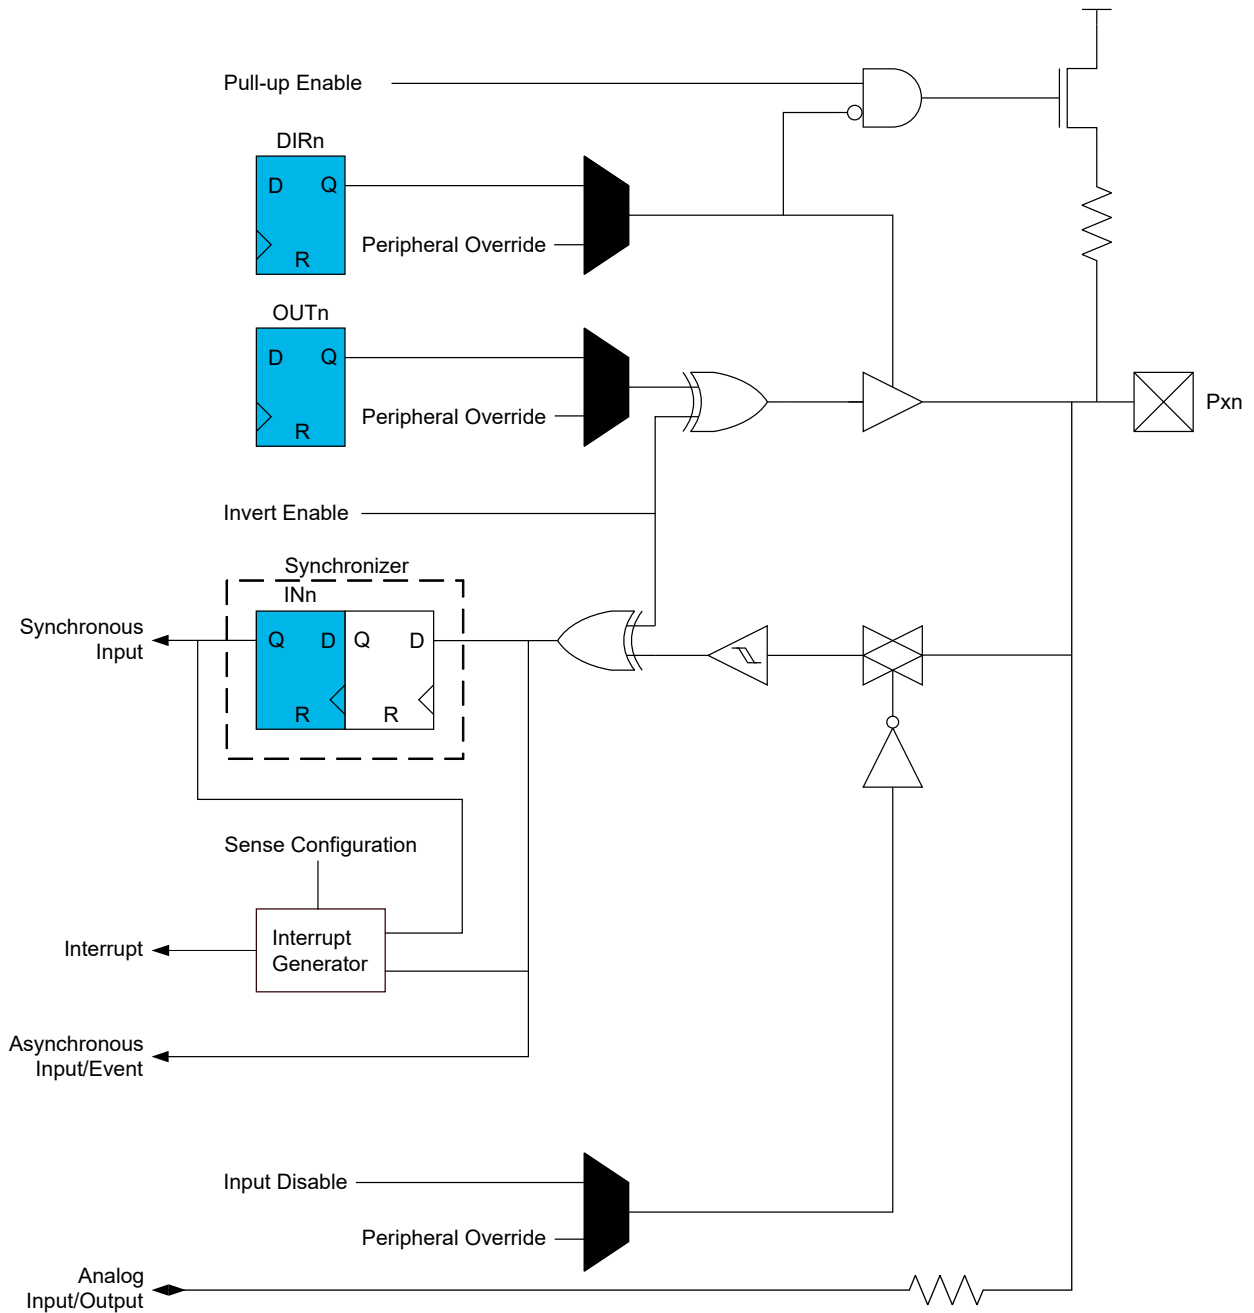 Pull-up Enable
DIRn
D Q
Peripheral Override
R
OUTn
D Q
Peripheral Override
R
Pxn
Invert Enable
Synchronizer
INn
Synchronous
Input
Q D Q D
R R
Sense Configuration
Interrupt
Interrupt
Generator
Asynchronous
Input/Event
Input Disable
Peripheral Override
Analog
Input/Output